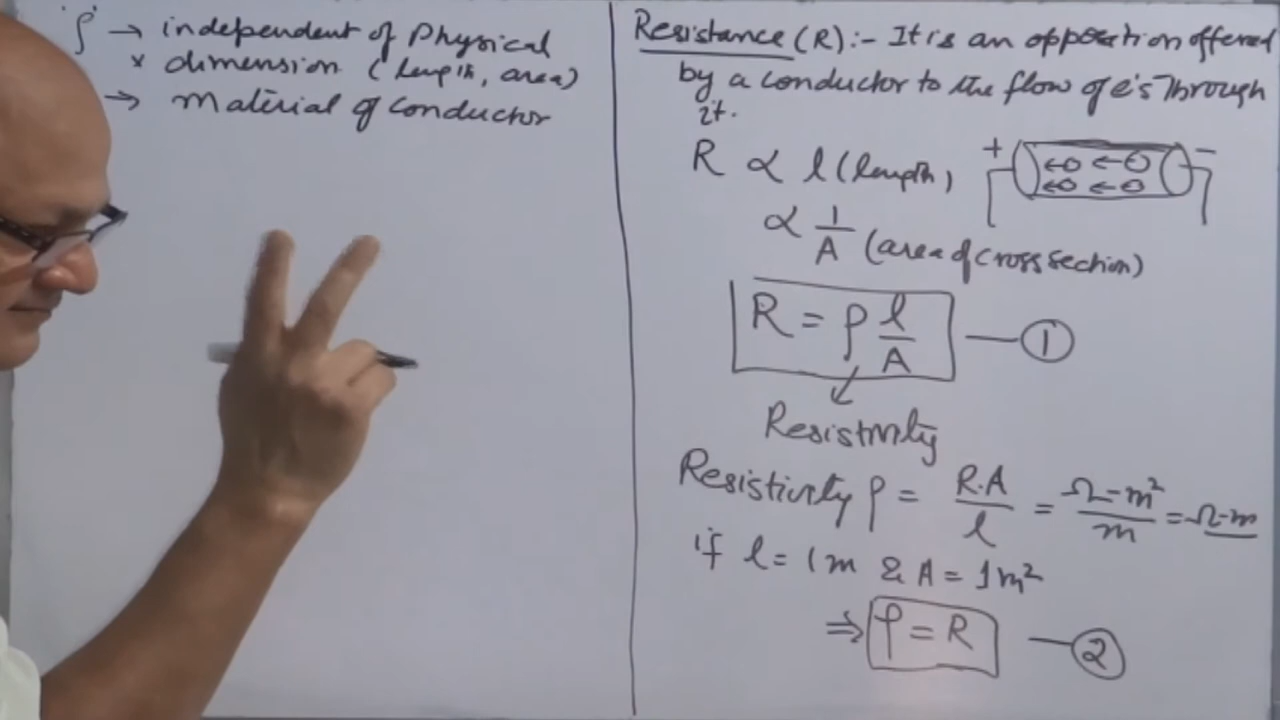 'ρ' → independent of Physical
x dimension (length, area)
→ material of conductor
Resistance (R):- It is an opposition offered
by a conductor to the flow of e's Through
it.
R ∝ l (length)
+ -
∝ 1/A (area of cross section)
R = ρ l/A — ①
Resistivity
Resistivity ρ = R.A/l = Ω-m²/m = Ω-m
if l = 1m & A = 1m²
⇒ ρ = R — ②